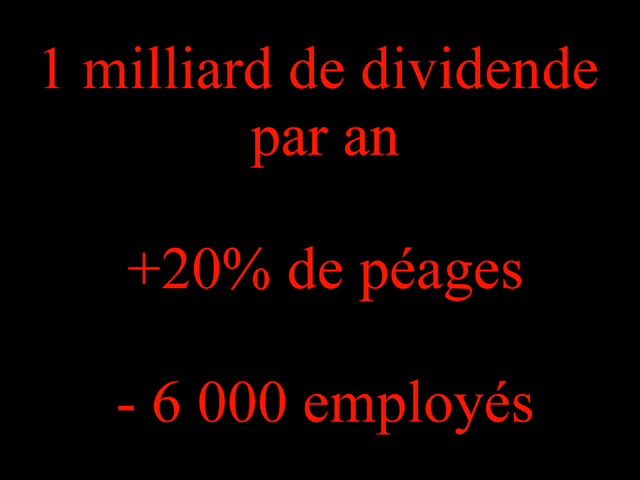 1 milliard de dividende
par an
+20% de péages
- 6 000 employés